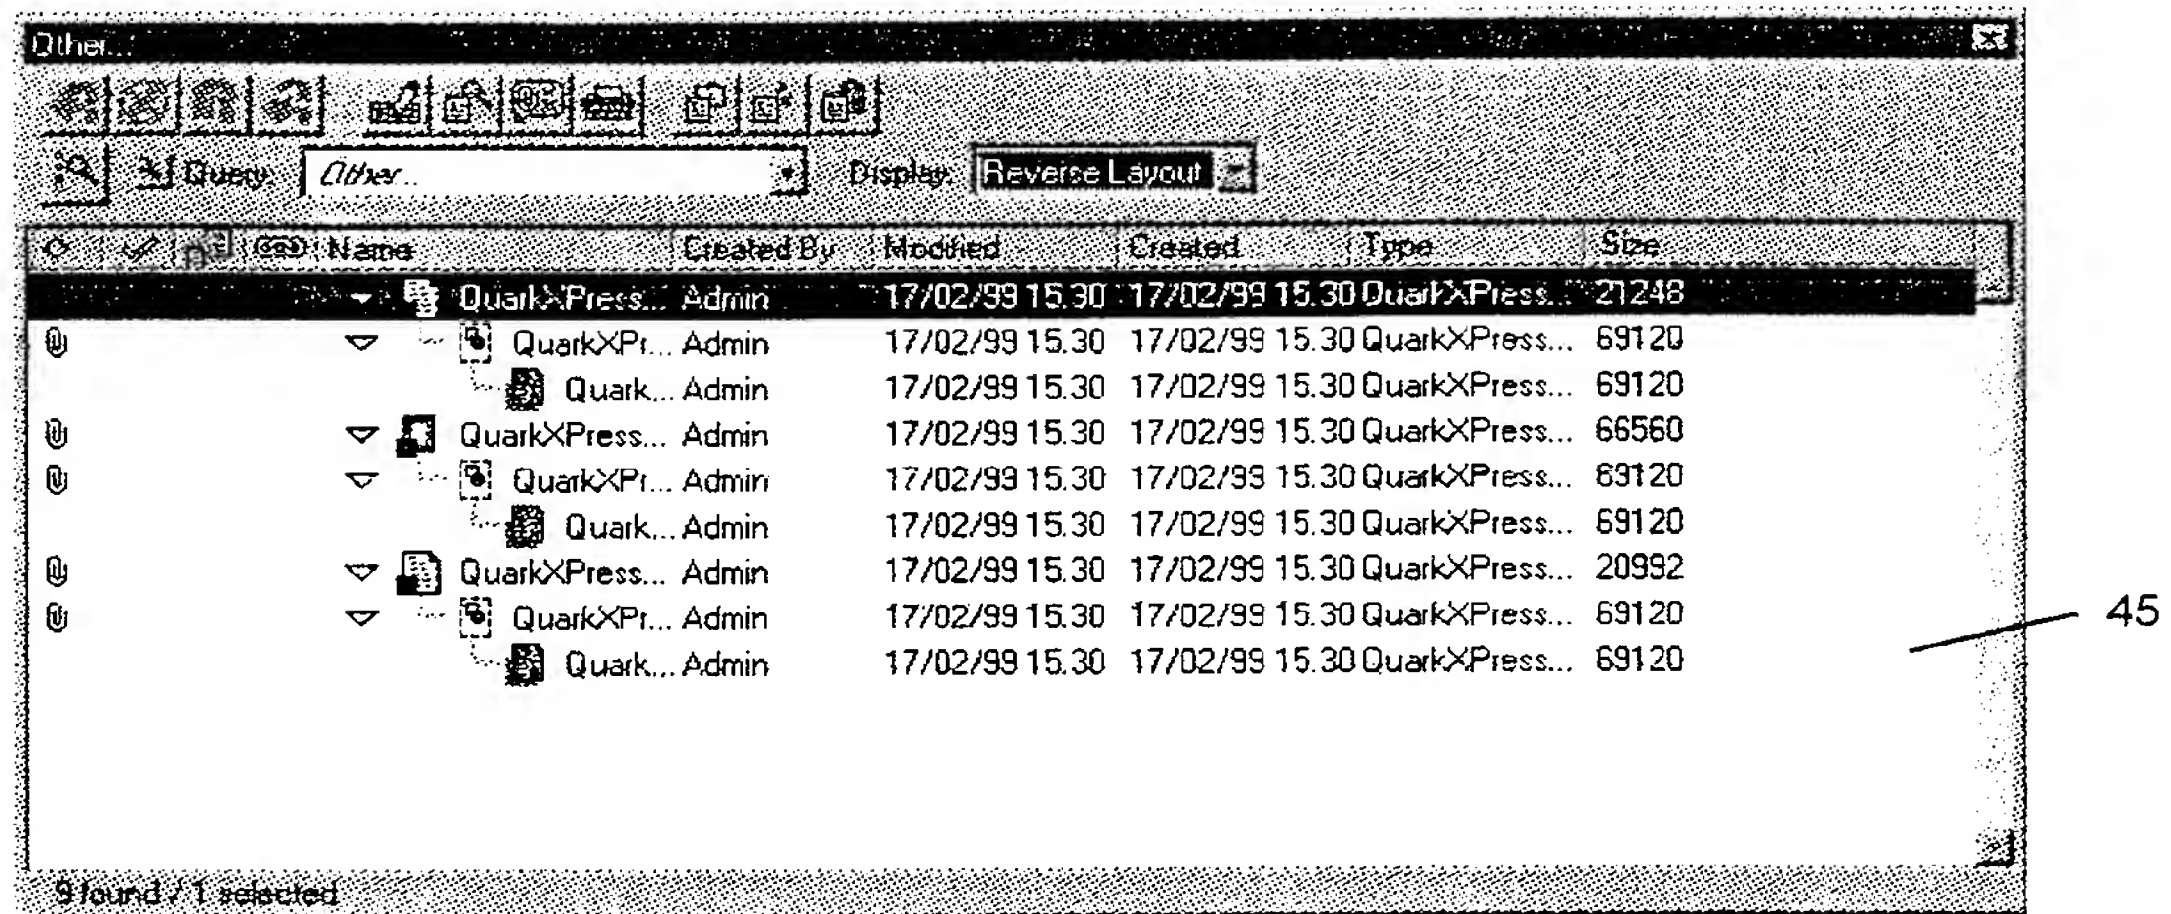 Other...
Query: Other... Display: Reverse Layout
Name Created By Modified Created Type Size
QuarkXPress... Admin 17/02/99 15.30 17/02/99 15.30 QuarkXPress... 21248
QuarkXPr... Admin 17/02/99 15.30 17/02/99 15.30 QuarkXPress... 69120
Quark... Admin 17/02/99 15.30 17/02/99 15.30 QuarkXPress... 69120
QuarkXPress... Admin 17/02/99 15.30 17/02/99 15.30 QuarkXPress... 66560
QuarkXPr... Admin 17/02/99 15.30 17/02/99 15.30 QuarkXPress... 69120
Quark... Admin 17/02/99 15.30 17/02/99 15.30 QuarkXPress... 69120
QuarkXPress... Admin 17/02/99 15.30 17/02/99 15.30 QuarkXPress... 20992
QuarkXPr... Admin 17/02/99 15.30 17/02/99 15.30 QuarkXPress... 69120
45
Quark... Admin 17/02/99 15.30 17/02/99 15.30 QuarkXPress... 69120
9 found / 1 selected